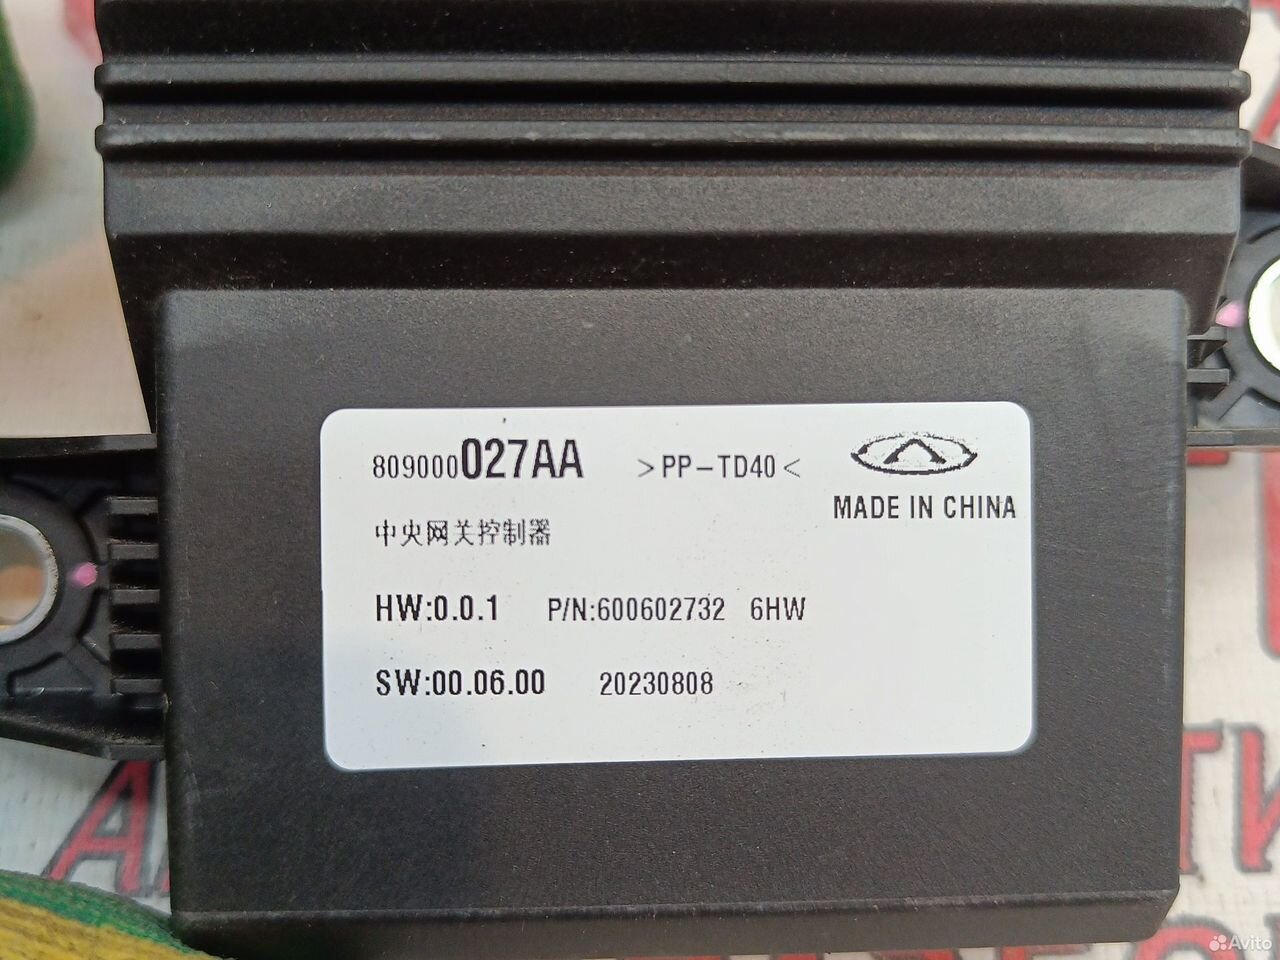 809000027AA >PP-TD40<
MADE IN CHINA
中央网关控制器
HW:0.0.1 P/N:600602732 6HW
SW:00.06.00 20230808
Avito